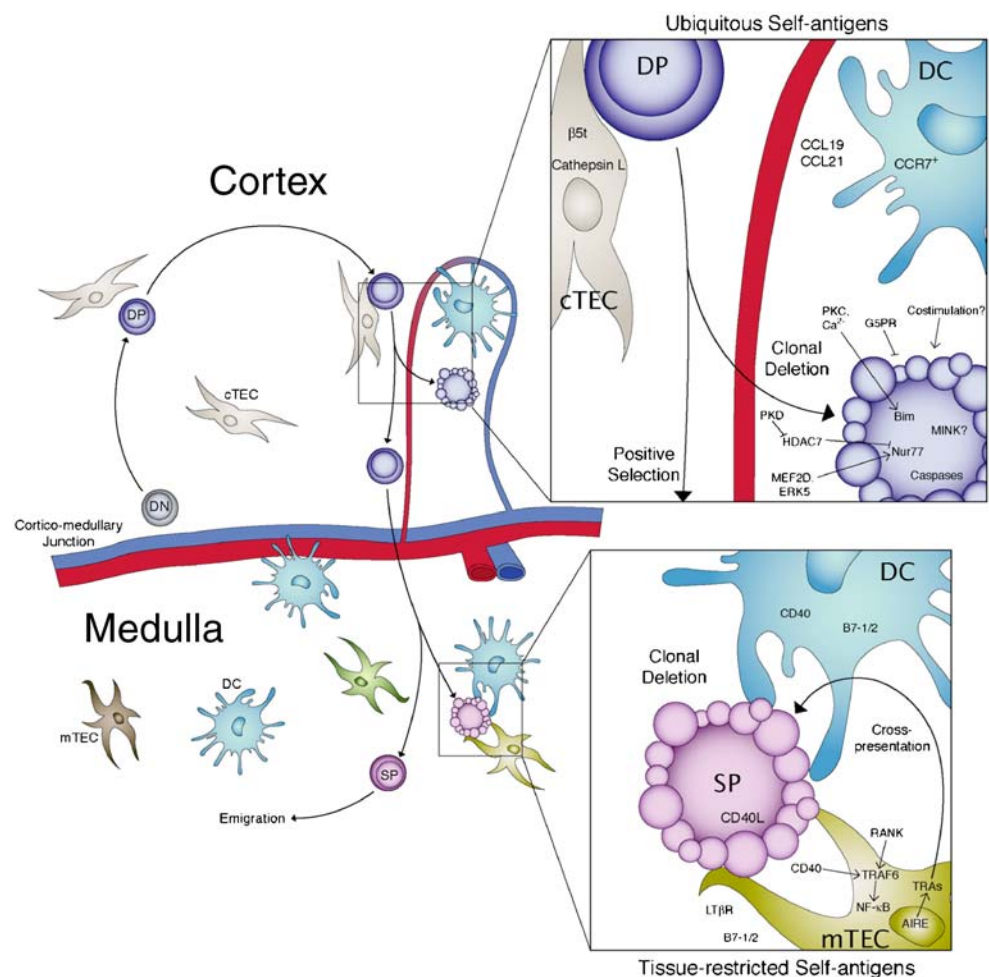 Ubiquitous Self-antigens
DP
DC
β5t
Cathepsin L
CCL19
CCL21
CCR7+
cTEC
PKC,
Ca2+
G5PR
Costimulation?
Clonal
Deletion
Bim
MINK?
PKD
HDAC7
Nur77
Positive
Selection
MEF2D
ERK5
Caspases
Cortex
DP
cTEC
DN
Cortico-medullary
Junction
Medulla
DC
mTEC
SP
Emigration
DC
CD40
B7-1/2
Clonal
Deletion
Cross-
presentation
SP
CD40L
RANK
CD40
TRAF6
TRAs
LTβR
NF-κB
AIRE
B7-1/2
mTEC
Tissue-restricted Self-antigens